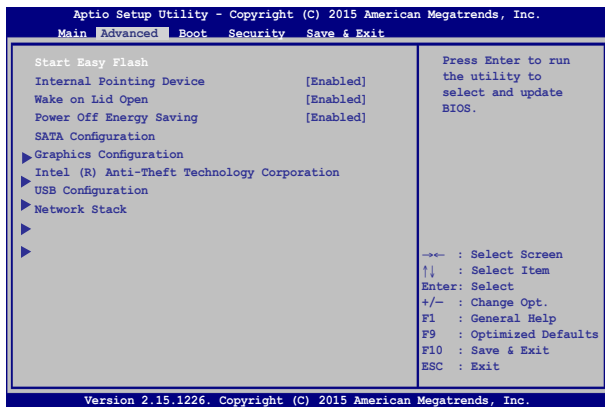 Aptio Setup Utility - Copyright (C) 2015 American Megatrends, Inc.
Main Advanced Boot Security Save & Exit
Start Easy Flash
Internal Pointing Device [Enabled]
Wake on Lid Open [Enabled]
Power Off Energy Saving [Enabled]
SATA Configuration
Graphics Configuration
Intel (R) Anti-Theft Technology Corporation
USB Configuration
Network Stack
Press Enter to run
the utility to
select and update
BIOS.
→← : Select Screen
↑↓ : Select Item
Enter: Select
+/— : Change Opt.
F1 : General Help
F9 : Optimized Defaults
F10 : Save & Exit
ESC : Exit
Version 2.15.1226. Copyright (C) 2015 American Megatrends, Inc.